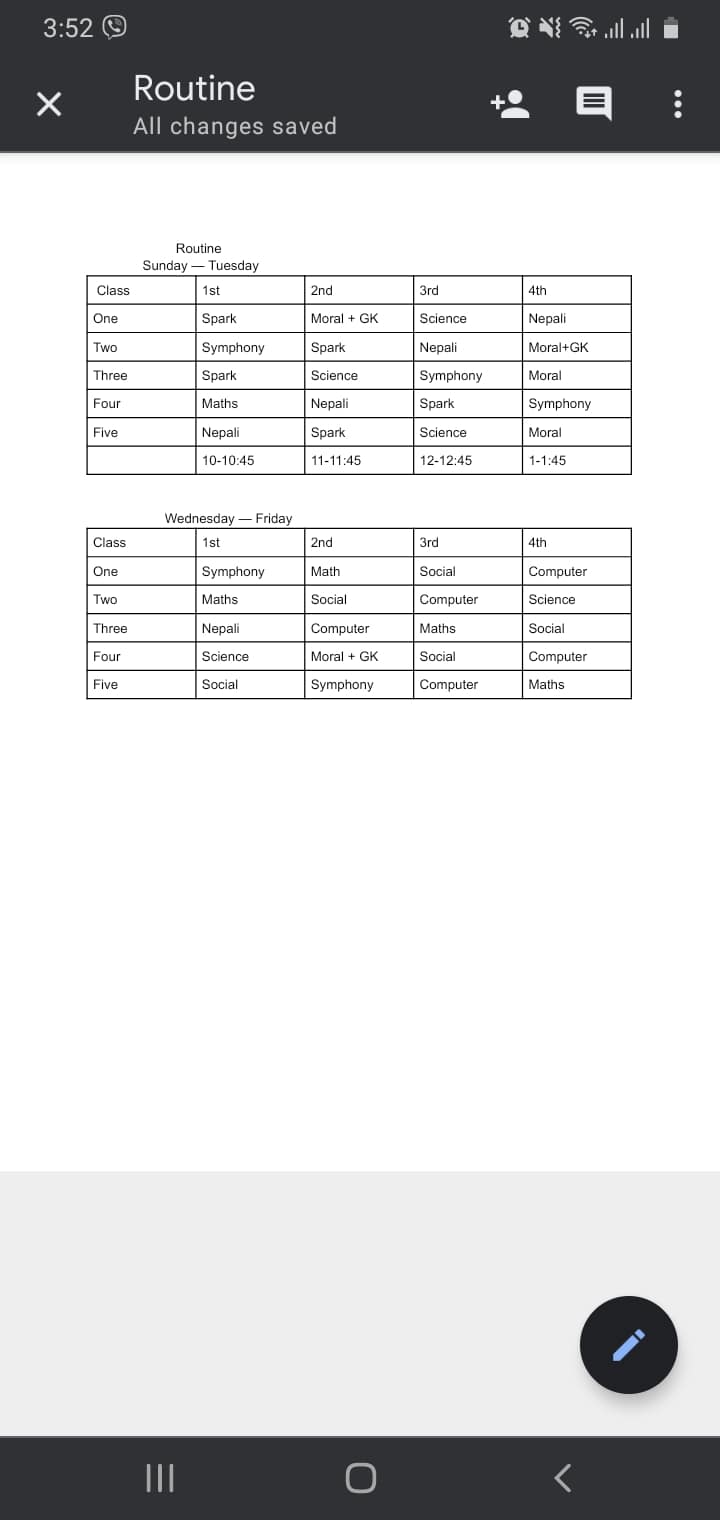 3:52
Routine
All changes saved
Routine
Sunday — Tuesday
Class 1st 2nd 3rd 4th
One Spark Moral + GK Science Nepali
Two Symphony Spark Nepali Moral+GK
Three Spark Science Symphony Moral
Four Maths Nepali Spark Symphony
Five Nepali Spark Science Moral
10-10:45 11-11:45 12-12:45 1-1:45
Wednesday — Friday
Class 1st 2nd 3rd 4th
One Symphony Math Social Computer
Two Maths Social Computer Science
Three Nepali Computer Maths Social
Four Science Moral + GK Social Computer
Five Social Symphony Computer Maths